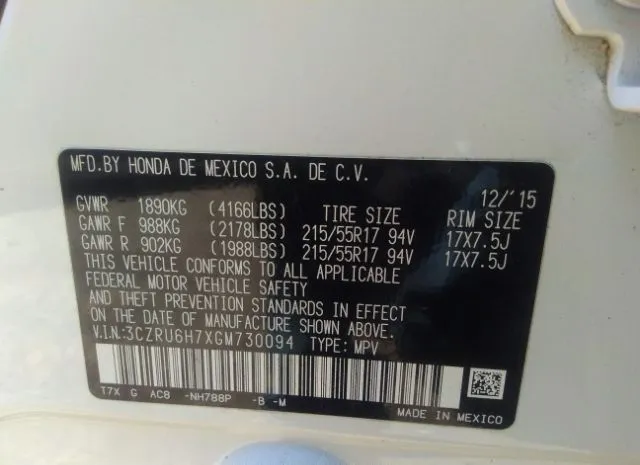 MFD.BY HONDA DE MEXICO S.A. DE C.V.
12/'15
GVWR 1890KG (4166LBS) TIRE SIZE RIM SIZE
GAWR F 988KG (2178LBS) 215/55R17 94V 17X7.5J
GAWR R 902KG (1988LBS) 215/55R17 94V 17X7.5J
THIS VEHICLE CONFORMS TO ALL APPLICABLE
FEDERAL MOTOR VEHICLE SAFETY
AND THEFT PREVENTION STANDARDS IN EFFECT
ON THE DATE OF MANUFACTURE SHOWN ABOVE.
V.I.N:3CZRU6H7XGM730094 TYPE: MPV
T7X G AC8 -NH788P -B -M
MADE IN MEXICO